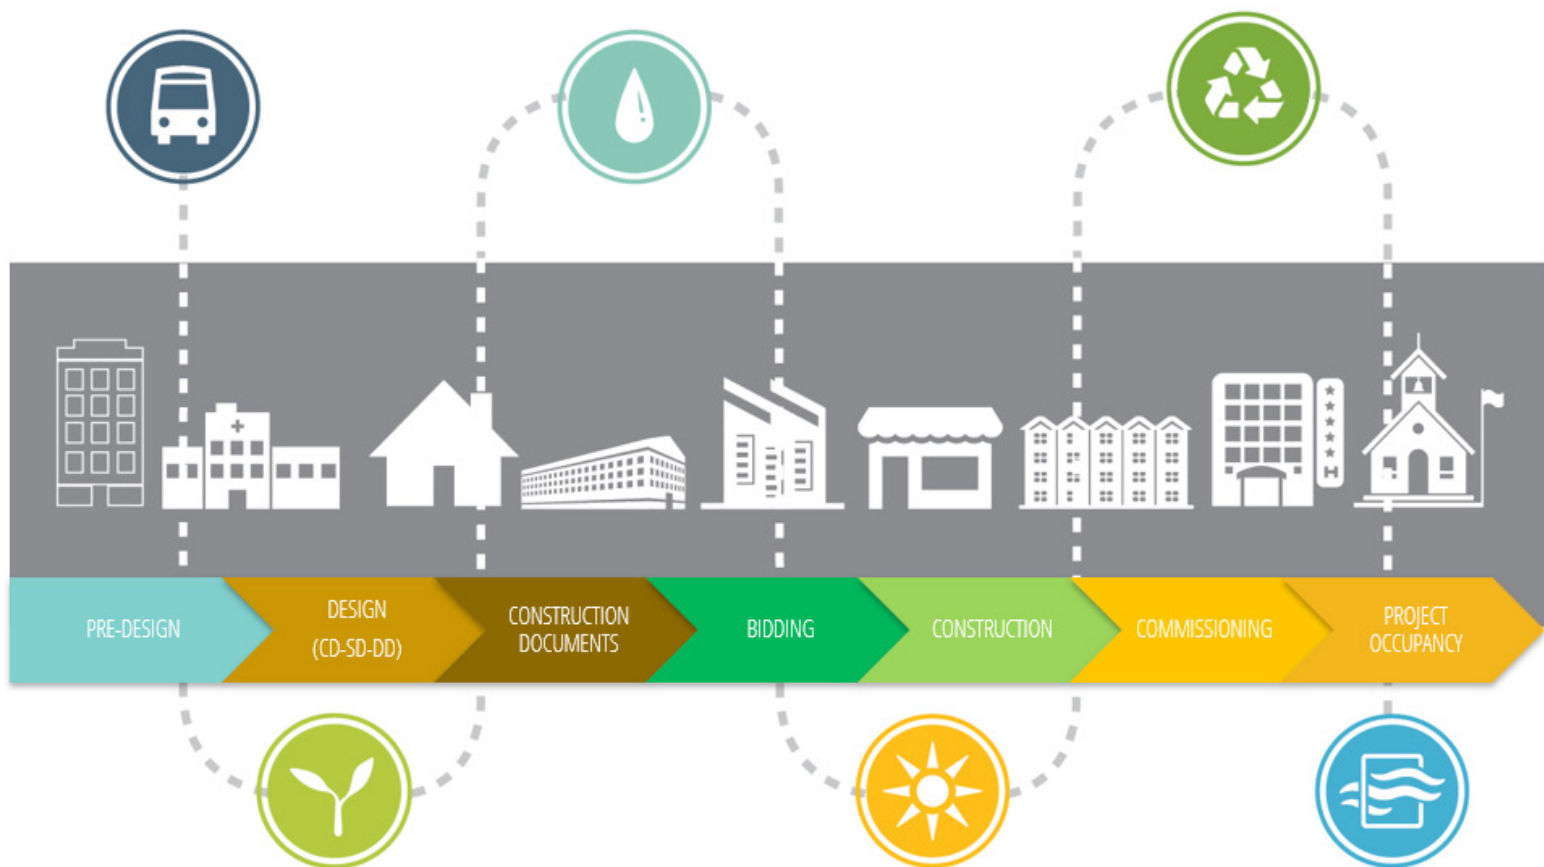 PRE-DESIGN
DESIGN
(CD-SD-DD)
CONSTRUCTION
DOCUMENTS
BIDDING
CONSTRUCTION
COMMISSIONING
PROJECT
OCCUPANCY
H